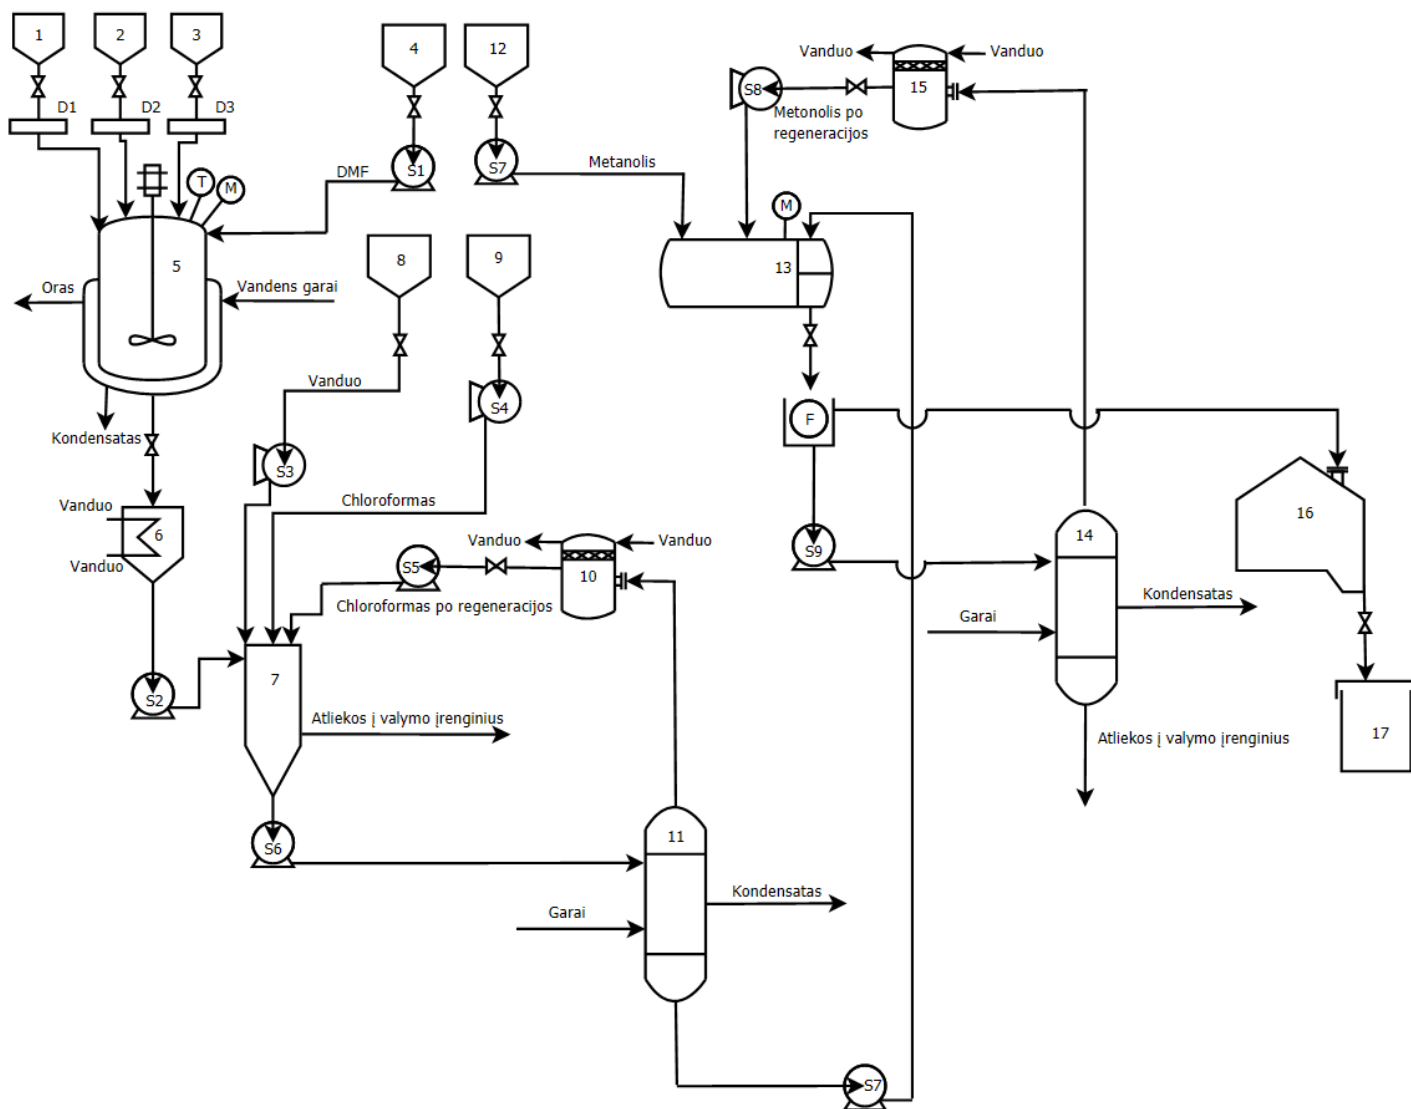 1
2
3
4
12
D1
D2
D3
S1
S7
DMF
Metanolis
Vanduo
Vanduo
15
S8
Metonolis po
regeneracijos
T
M
5
Oras
Vandens garai
8
9
M
13
Vanduo
S4
S3
Kondensatas
Chloroformas
F
Vanduo
6
Vanduo
Vanduo
Vanduo
S5
10
Chloroformas po regeneracijos
S9
14
16
Garai
Kondensatas
7
S2
Atliekos į valymo įrenginius
Atliekos į valymo įrenginius
17
S6
11
Garai
Kondensatas
S7